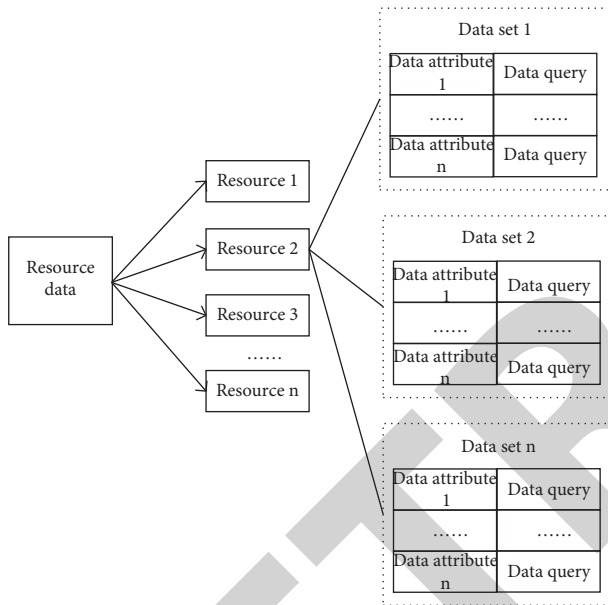 Resource
data
Resource 1
Resource 2
Resource 3
......
Resource n
Data set 1
Data attribute
1
Data query
......
......
Data attribute
n
Data query
Data set 2
Data attribute
1
Data query
......
......
Data attribute
n
Data query
Data set n
Data attribute
1
Data query
......
......
Data attribute
n
Data query